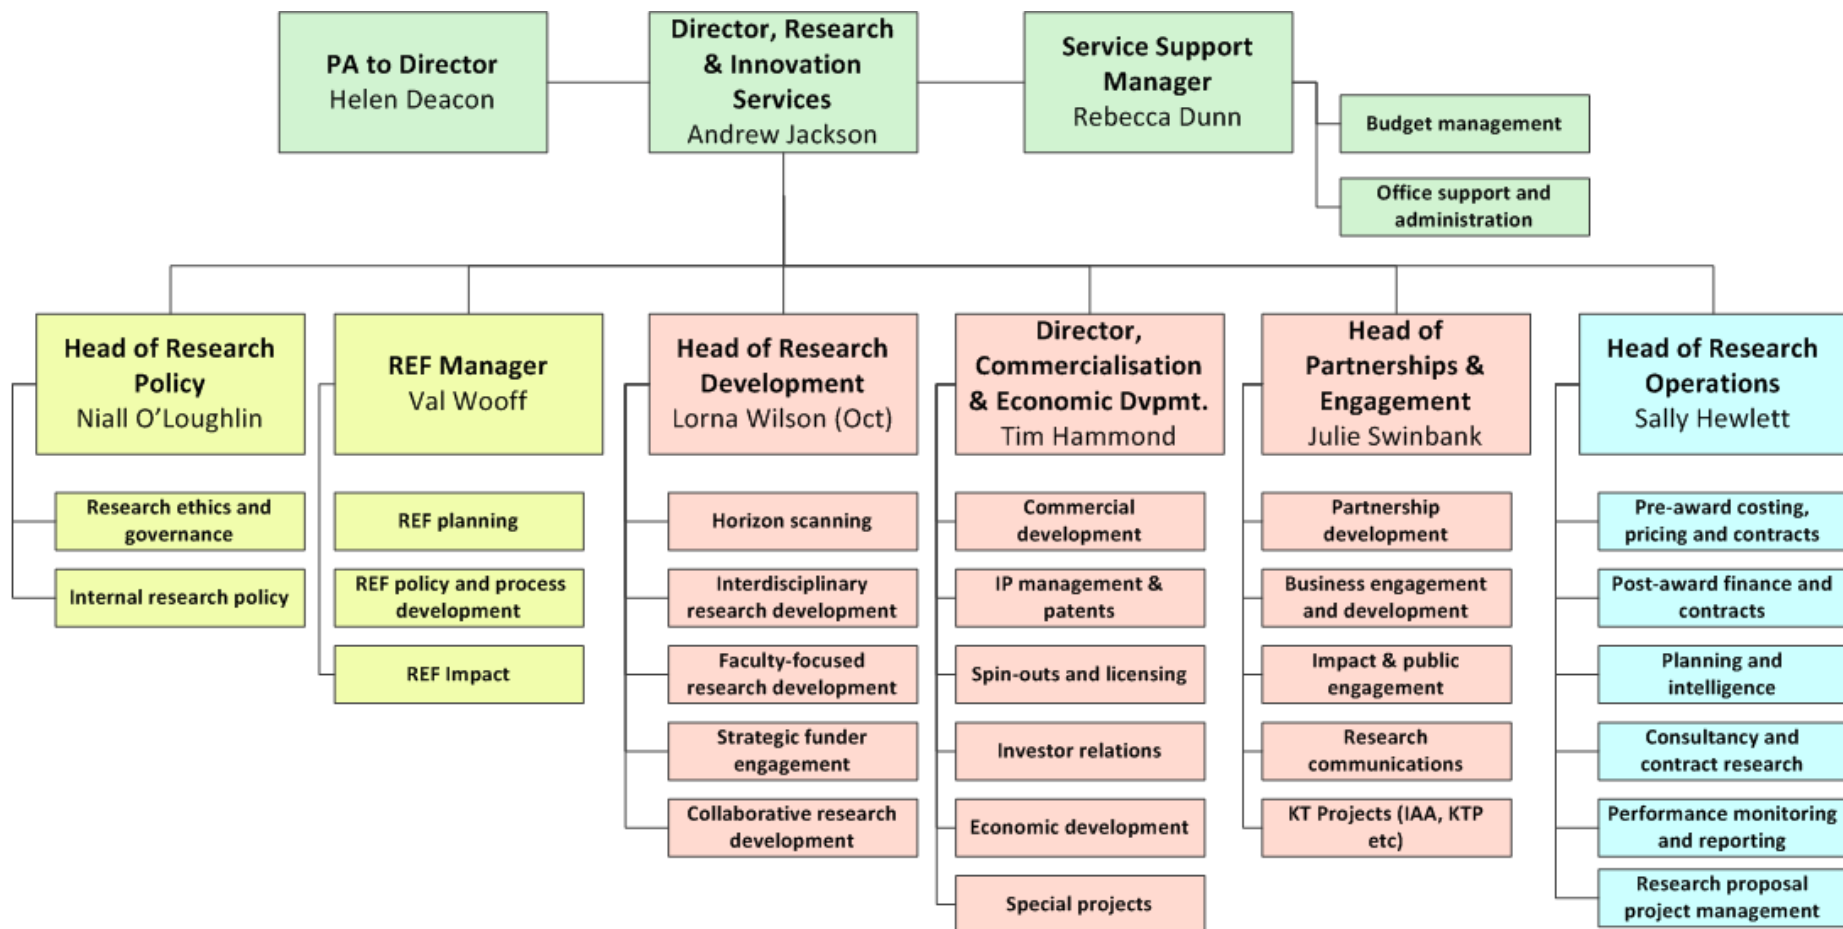 PA to Director
Helen Deacon
Director, Research
& Innovation
Services
Andrew Jackson
Service Support
Manager
Rebecca Dunn
Budget management
Office support and
administration
Head of Research
Policy
Niall O’Loughlin
Research ethics and
governance
Internal research policy
REF Manager
Val Wooff
REF planning
REF policy and process
development
REF Impact
Head of Research
Development
Lorna Wilson (Oct)
Horizon scanning
Interdisciplinary
research development
Faculty-focused
research development
Strategic funder
engagement
Collaborative research
development
Director,
Commercialisation
& Economic Dvpmt.
Tim Hammond
Commercial
development
IP management &
patents
Spin-outs and licensing
Investor relations
Economic development
Special projects
Head of
Partnerships &
Engagement
Julie Swinbank
Partnership
development
Business engagement
and development
Impact & public
engagement
Research
communications
KT Projects (IAA, KTP
etc)
Head of Research
Operations
Sally Hewlett
Pre-award costing,
pricing and contracts
Post-award finance and
contracts
Planning and
intelligence
Consultancy and
contract research
Performance monitoring
and reporting
Research proposal
project management